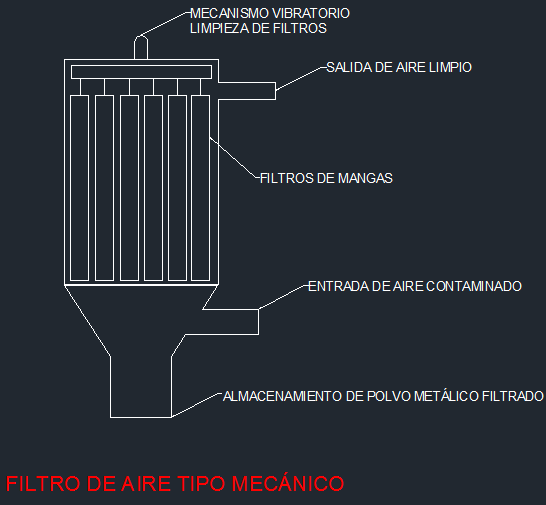 MECANISMO VIBRATORIO
LIMPIEZA DE FILTROS
SALIDA DE AIRE LIMPIO
FILTROS DE MANGAS
ENTRADA DE AIRE CONTAMINADO
ALMACENAMIENTO DE POLVO METÁLICO FILTRADO
FILTRO DE AIRE TIPO MECÁNICO